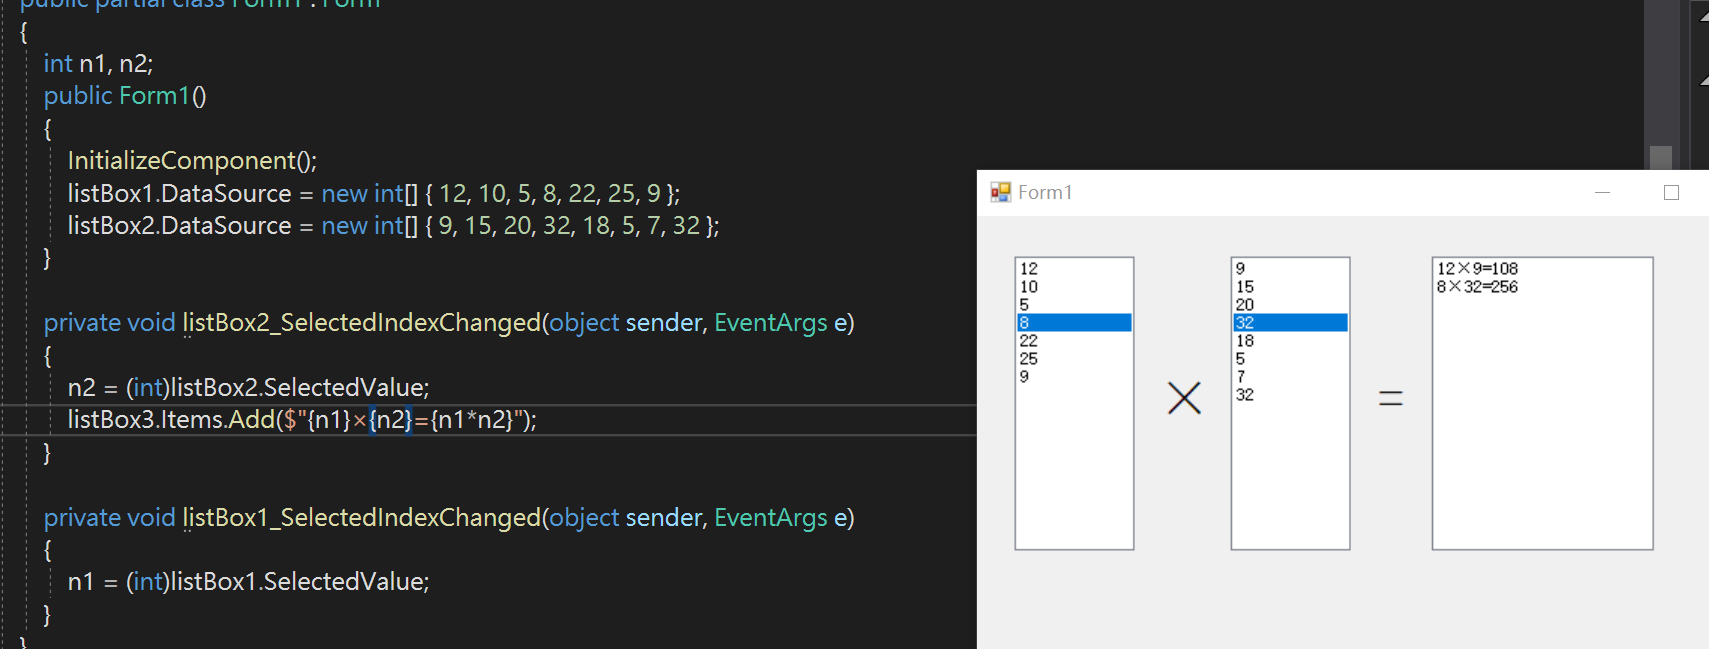 public partial class Form1 : Form
{
int n1, n2;
public Form1()
{
InitializeComponent();
listBox1.DataSource = new int[] { 12, 10, 5, 8, 22, 25, 9 };
listBox2.DataSource = new int[] { 9, 15, 20, 32, 18, 5, 7, 32 };
}
private void listBox2_SelectedIndexChanged(object sender, EventArgs e)
{
n2 = (int)listBox2.SelectedValue;
listBox3.Items.Add($"{n1}×{n2}={n1*n2}");
}
private void listBox1_SelectedIndexChanged(object sender, EventArgs e)
{
n1 = (int)listBox1.SelectedValue;
}
}
Form1
12
10
5
8
22
25
9
×
9
15
20
32
18
5
7
32
=
12×9=108
8×32=256